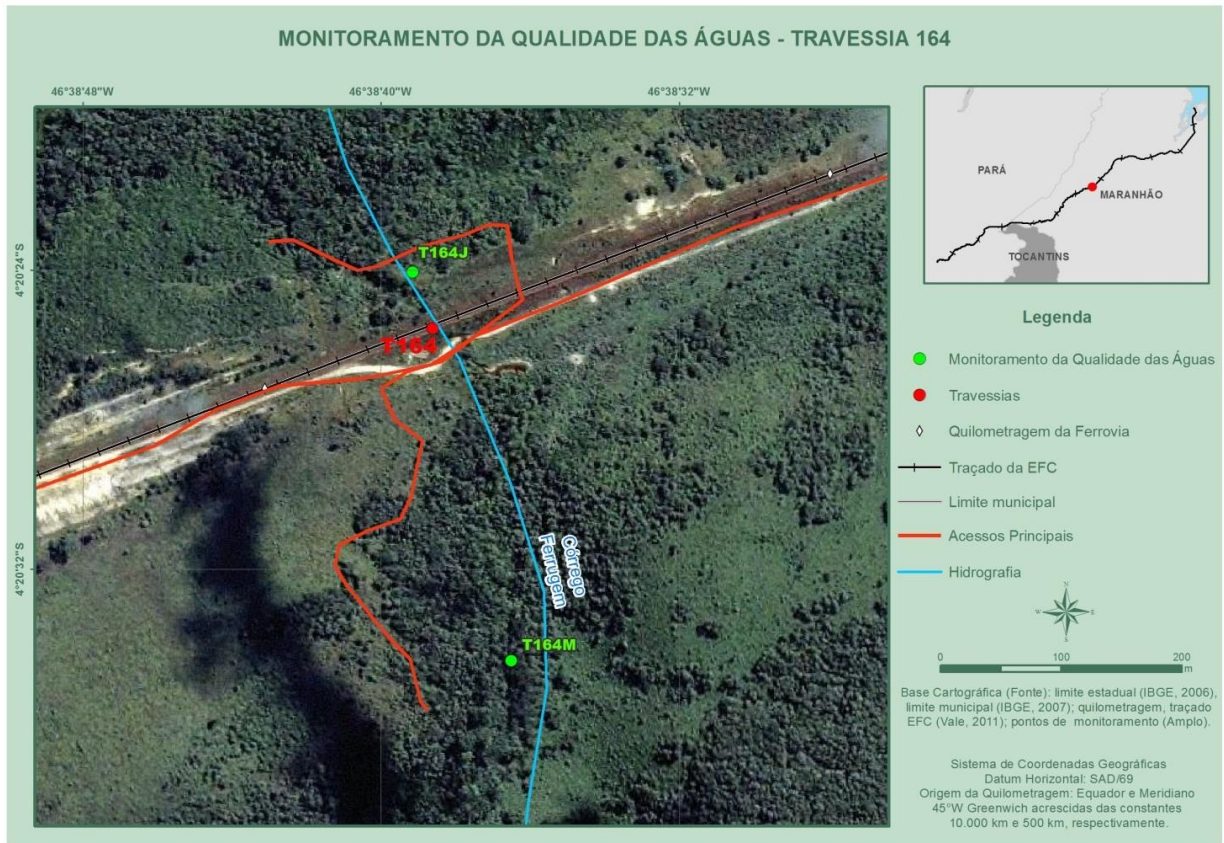 MONITORAMENTO DA QUALIDADE DAS ÁGUAS - TRAVESSIA 164
46°38'48"W
46°38'40"W
46°38'32"W
4°20'24"S
4°20'32"S
T164J
T164
Córrego
Ferrugem
T164M
PARÁ
MARANHÃO
TOCANTINS
Legenda
Monitoramento da Qualidade das Águas
Travessias
Quilometragem da Ferrovia
Traçado da EFC
Limite municipal
Acessos Principais
Hidrografia
N
W
E
S
0
100
200
m
Base Cartográfica (Fonte): limite estadual (IBGE, 2006),
limite municipal (IBGE, 2007); quilometragem, traçado
EFC (Vale, 2011); pontos de monitoramento (Amplo).
Sistema de Coordenadas Geográficas
Datum Horizontal: SAD/69
Origem da Quilometragem: Equador e Meridiano
45°W Greenwich acrescidas das constantes
10.000 km e 500 km, respectivamente.